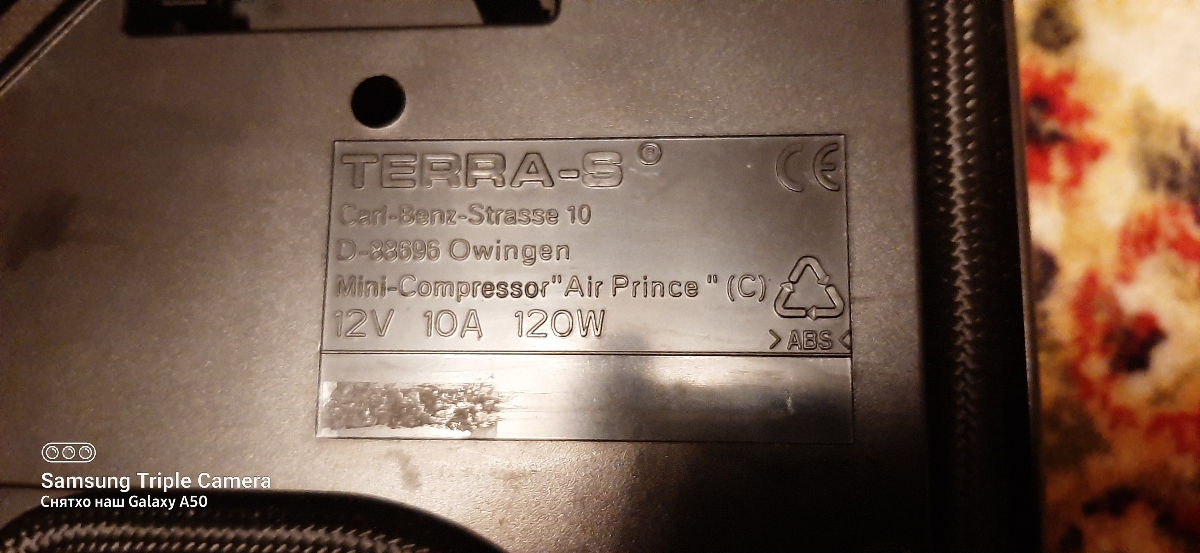 TERRA-S ®
CE
Carl-Benz-Strasse 10
D-88696 Owingen
Mini-Compressor "Air Prince" (C)
12V 10A 120W
>ABS<
Samsung Triple Camera
Снятхо наш Galaxy A50